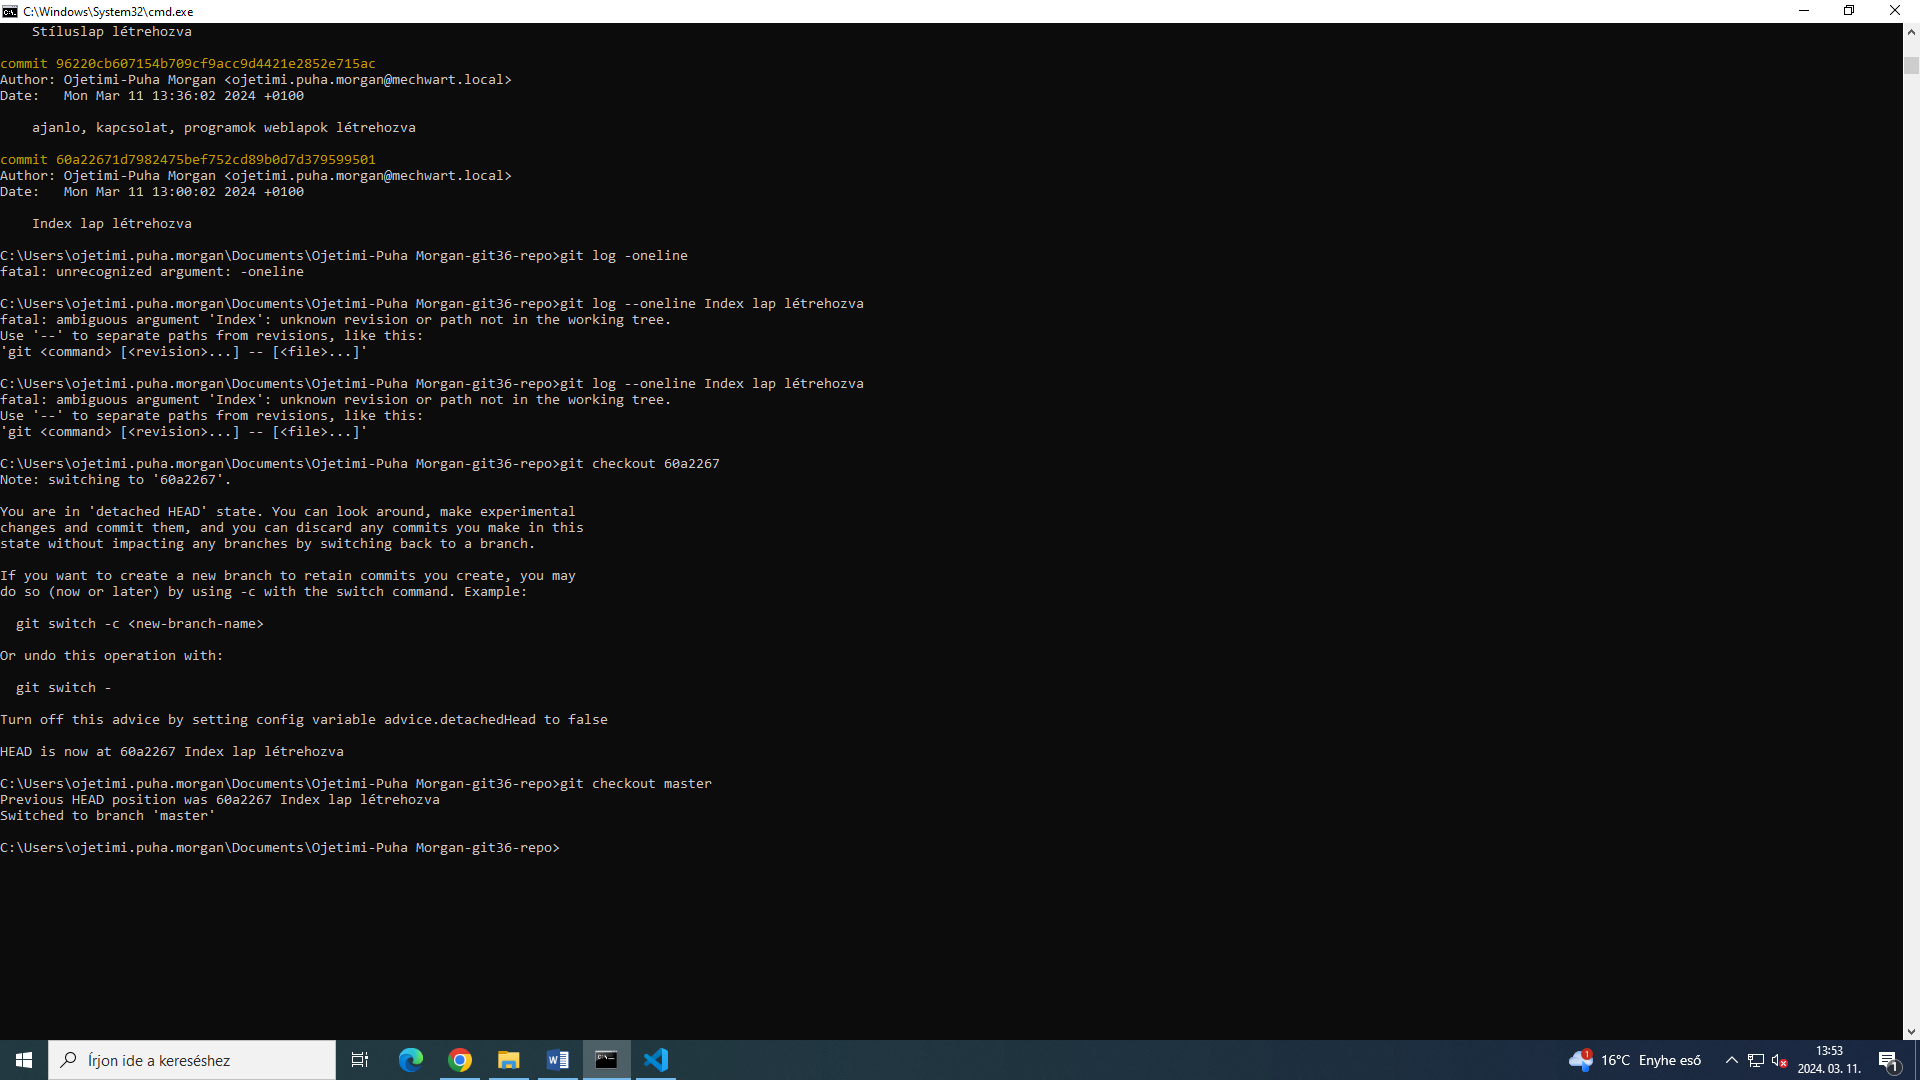 C:\Windows\System32\cmd.exe
Stíluslap létrehozva
commit 96220cb607154b709cf9acc9d4421e2852e715ac
Author: Ojetimi-Puha Morgan <ojetimi.puha.morgan@mechwart.local>
Date:   Mon Mar 11 13:36:02 2024 +0100
ajanlo, kapcsolat, programok weblapok létrehozva
commit 60a22671d7982475bef752cd89b0d7d379599501
Author: Ojetimi-Puha Morgan <ojetimi.puha.morgan@mechwart.local>
Date:   Mon Mar 11 13:00:02 2024 +0100
Index lap létrehozva
C:\Users\ojetimi.puha.morgan\Documents\Ojetimi-Puha Morgan-git36-repo>git log -oneline
fatal: unrecognized argument: -oneline
C:\Users\ojetimi.puha.morgan\Documents\Ojetimi-Puha Morgan-git36-repo>git log --oneline Index lap létrehozva
fatal: ambiguous argument 'Index': unknown revision or path not in the working tree.
Use '--' to separate paths from revisions, like this:
'git <command> [<revision>...] -- [<file>...]'
C:\Users\ojetimi.puha.morgan\Documents\Ojetimi-Puha Morgan-git36-repo>git log --oneline Index lap létrehozva
fatal: ambiguous argument 'Index': unknown revision or path not in the working tree.
Use '--' to separate paths from revisions, like this:
'git <command> [<revision>...] -- [<file>...]'
C:\Users\ojetimi.puha.morgan\Documents\Ojetimi-Puha Morgan-git36-repo>git checkout 60a2267
Note: switching to '60a2267'.
You are in 'detached HEAD' state. You can look around, make experimental
changes and commit them, and you can discard any commits you make in this
state without impacting any branches by switching back to a branch.
If you want to create a new branch to retain commits you create, you may
do so (now or later) by using -c with the switch command. Example:
git switch -c <new-branch-name>
Or undo this operation with:
git switch -
Turn off this advice by setting config variable advice.detachedHead to false
HEAD is now at 60a2267 Index lap létrehozva
C:\Users\ojetimi.puha.morgan\Documents\Ojetimi-Puha Morgan-git36-repo>git checkout master
Previous HEAD position was 60a2267 Index lap létrehozva
Switched to branch 'master'
C:\Users\ojetimi.puha.morgan\Documents\Ojetimi-Puha Morgan-git36-repo>
Írjon ide a kereséshez
1
16°C Enyhe eső
13:53
2024. 03. 11.
1